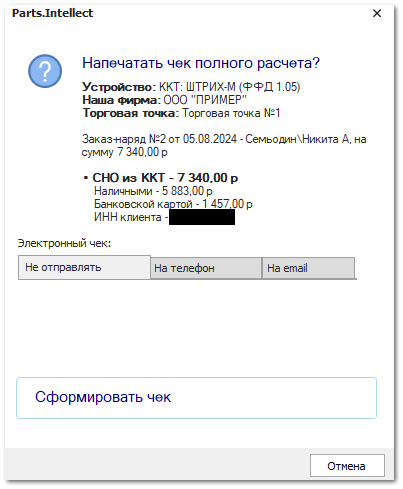 Parts.Intellect
Напечатать чек полного расчета?
Устройство: ККТ: ШТРИХ-М (ФФД 1.05)
Наша фирма: ООО "ПРИМЕР"
Торговая точка: Торговая точка №1
Заказ-наряд №2 от 05.08.2024 - Семьодин\Никита А, на
сумму 7 340,00 р
• СНО из ККТ - 7 340,00 р
Наличными - 5 883,00 р
Банковской картой - 1 457,00 р
ИНН клиента -
Электронный чек:
Не отправлять На телефон На email
Сформировать чек
Отмена